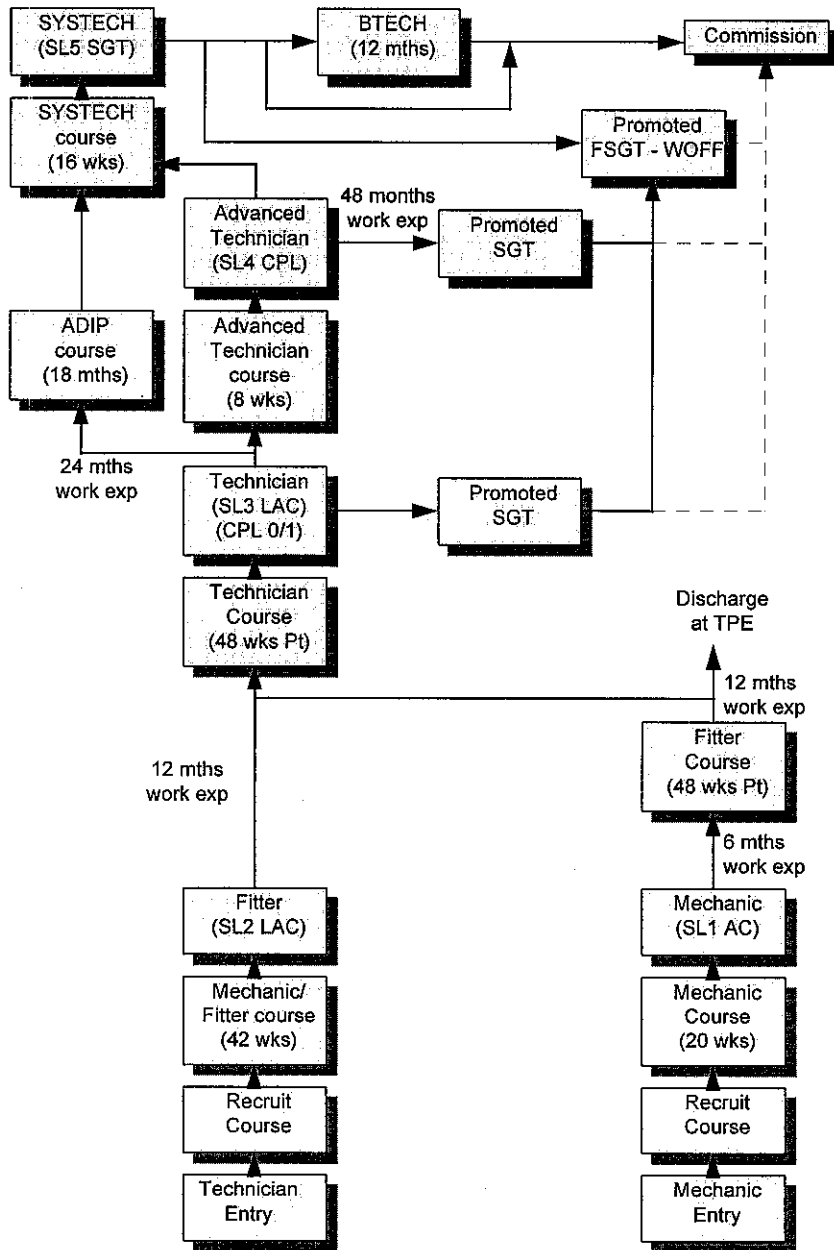 SYSTECH
(SL5 SGT)
BTECH
(12 mths)
Commission
SYSTECH
course
(16 wks)
Promoted
FSGT - WOFF
Advanced
Technician
(SL4 CPL)
48 months
work exp
Promoted
SGT
ADIP
course
(18 mths)
Advanced
Technician
course
(8 wks)
24 mths
work exp
Technician
(SL3 LAC)
(CPL 0/1)
Promoted
SGT
Technician
Course
(48 wks Pt)
Discharge
at TPE
12 mths
work exp
Fitter
Course
(48 wks Pt)
12 mths
work exp
6 mths
work exp
Fitter
(SL2 LAC)
Mechanic
(SL1 AC)
Mechanic/
Fitter course
(42 wks)
Mechanic
Course
(20 wks)
Recruit
Course
Recruit
Course
Technician
Entry
Mechanic
Entry